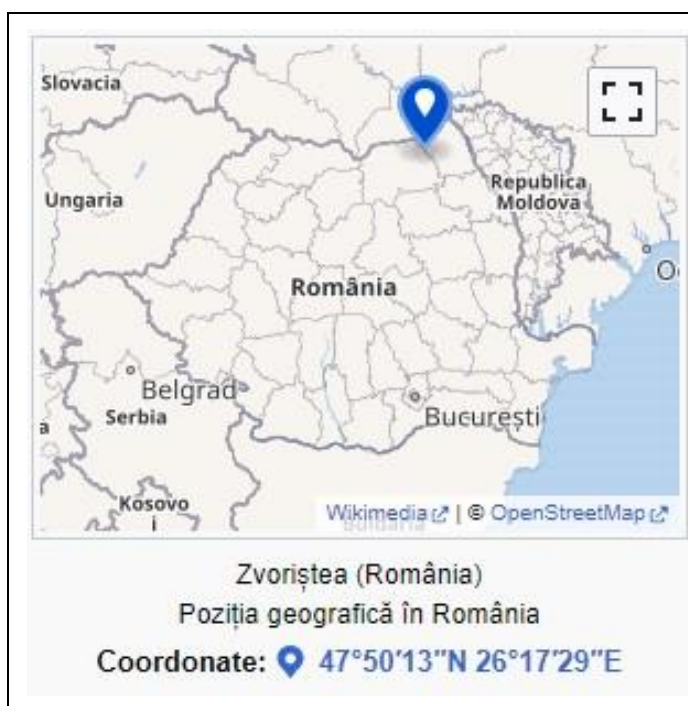 Slovacia
Ungaria
Republica
Moldova
România
Belgrad
Serbia
București
Kosovo
Wikimedia | © OpenStreetMap
Zvoriștea (România)
Poziția geografică în România
Coordonate: 47°50′13″N 26°17′29″E